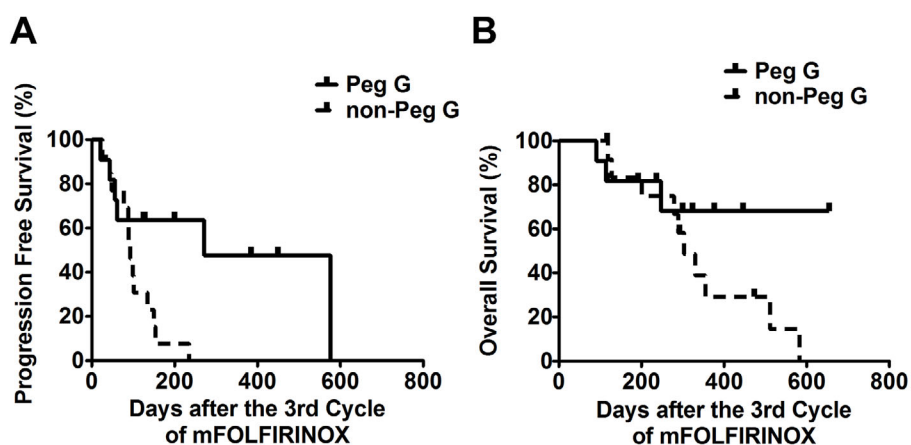 A
Peg G
non-Peg G
Progression Free Survival (%)
100
80
60
40
20
0
0 200 400 600 800
Days after the 3rd Cycle
of mFOLFIRINOX
B
Peg G
non-Peg G
Overall Survival (%)
100
80
60
40
20
0
0 200 400 600 800
Days after the 3rd Cycle
of mFOLFIRINOX